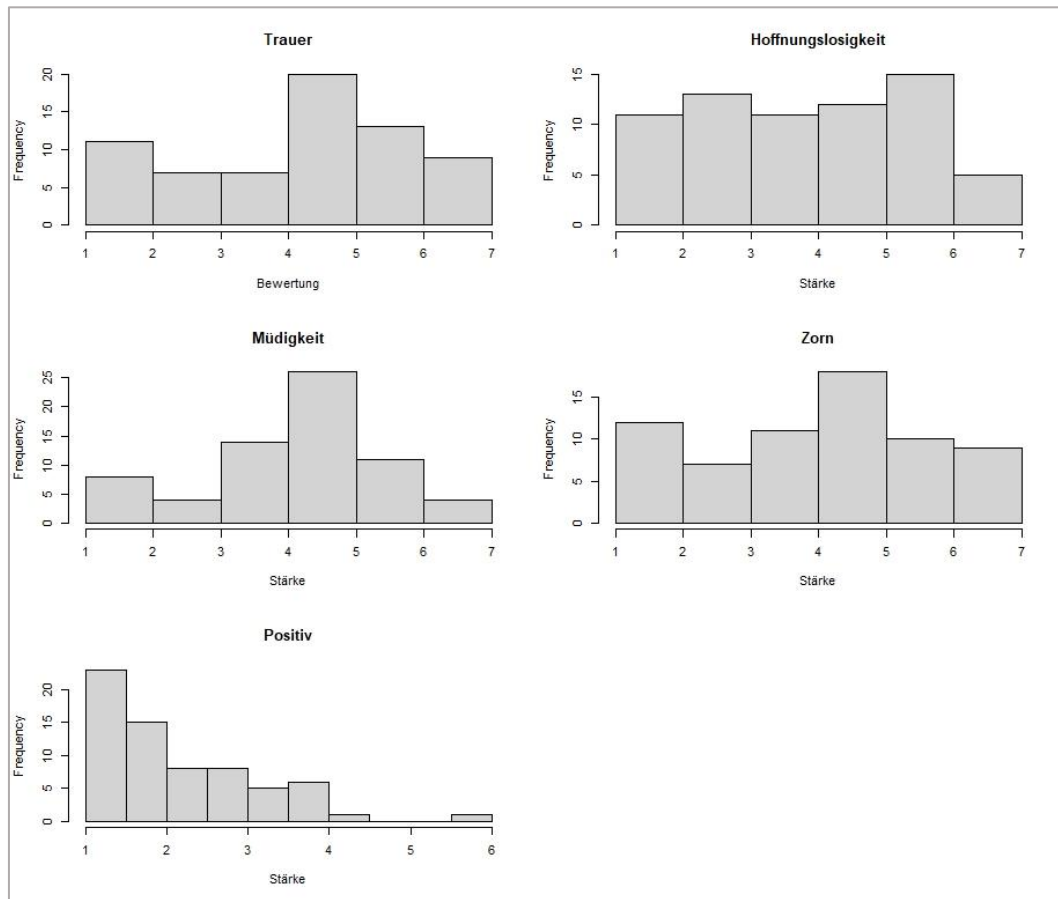 Trauer
Frequency
0 5 10 15 20
1 2 3 4 5 6 7
Bewertung
Hoffnungslosigkeit
Frequency
0 5 10 15
1 2 3 4 5 6 7
Stärke
Müdigkeit
Frequency
0 5 10 15 20 25
1 2 3 4 5 6 7
Stärke
Zorn
Frequency
0 5 10 15
1 2 3 4 5 6 7
Stärke
Positiv
Frequency
0 5 10 15 20
1 2 3 4 5 6
Stärke